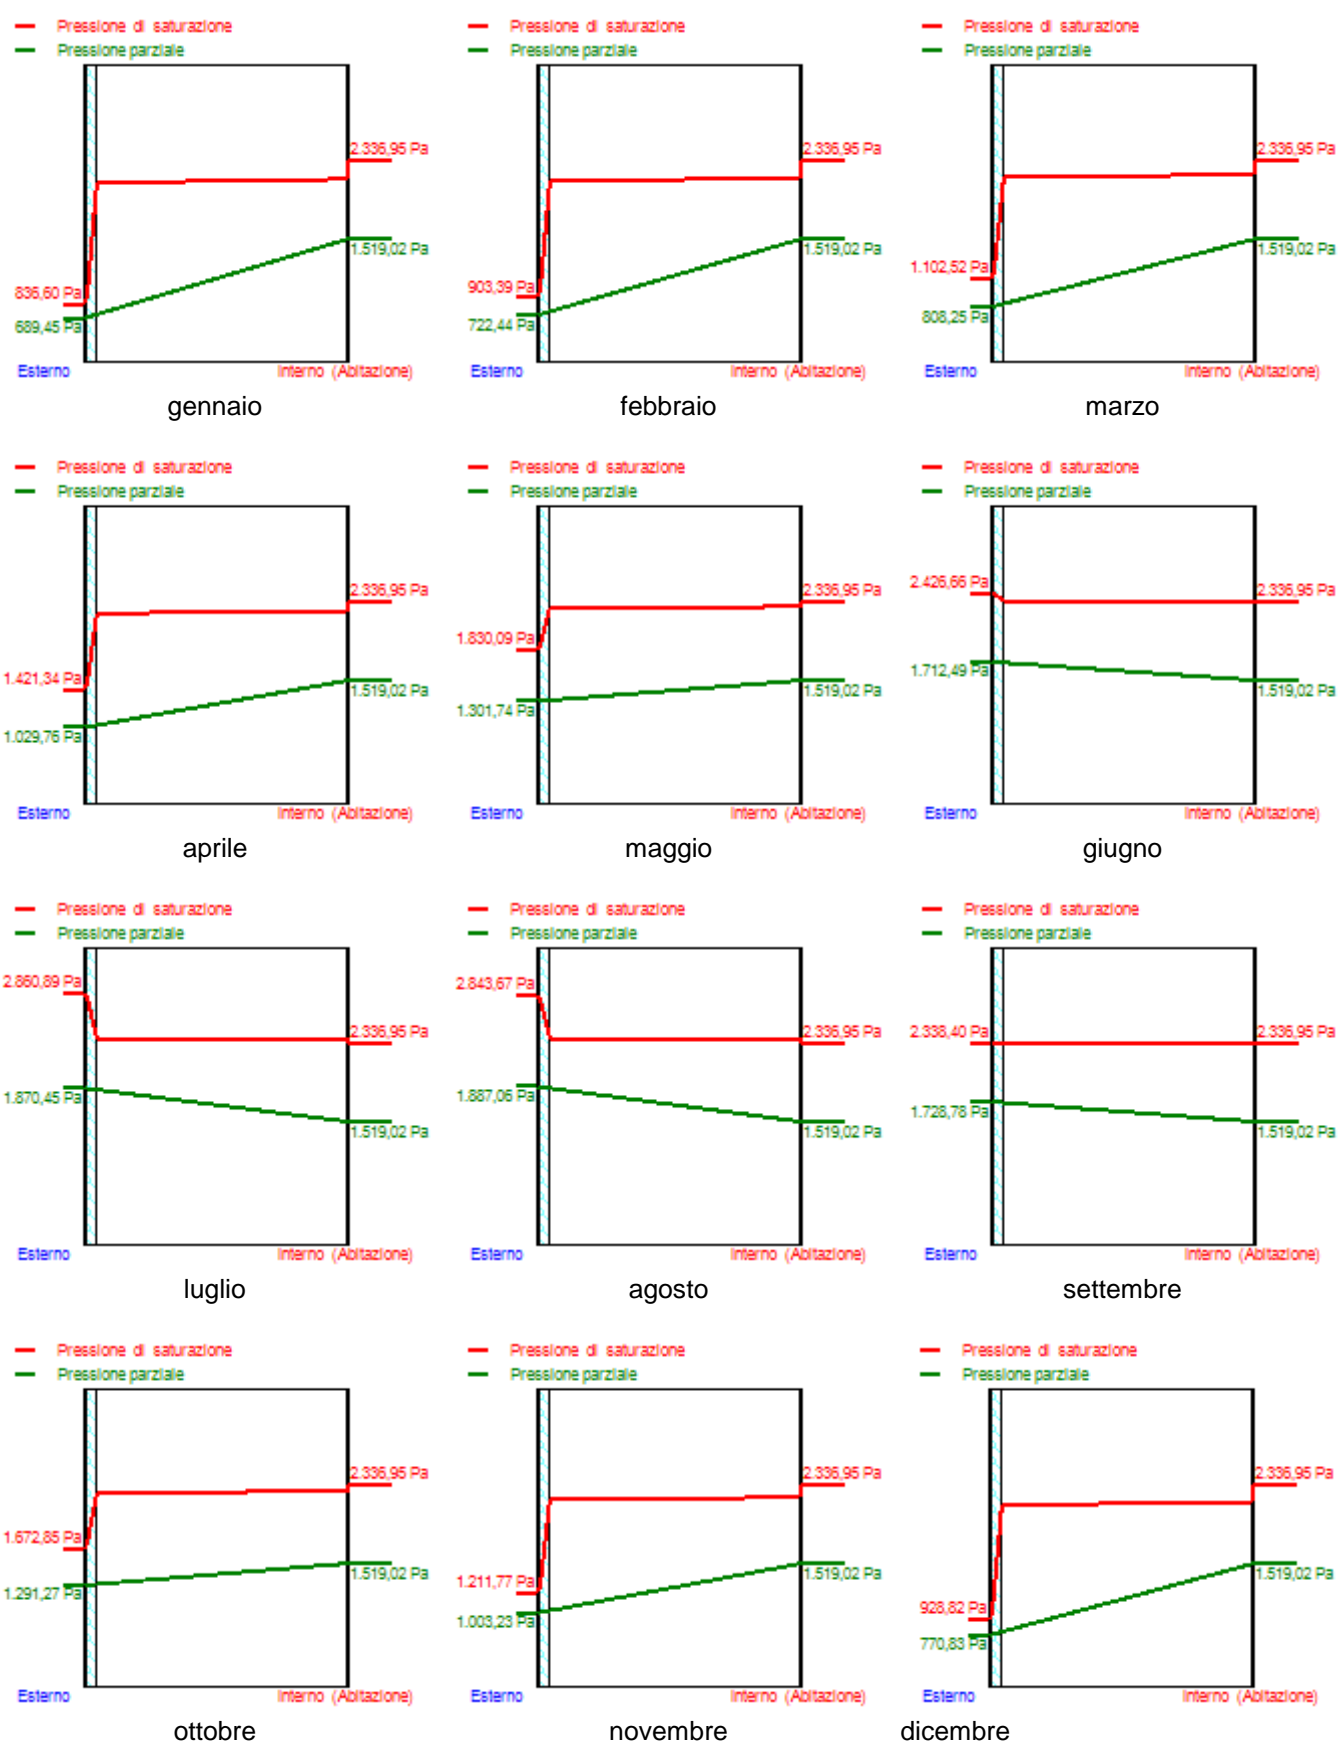 Pressione di saturazione
Pressione parziale
2.336,95 Pa
1.519,02 Pa
836,60 Pa
689,45 Pa
Esterno
Interno (Abitazione)
gennaio
Pressione di saturazione
Pressione parziale
2.336,95 Pa
1.519,02 Pa
903,39 Pa
722,44 Pa
Esterno
Interno (Abitazione)
febbraio
Pressione di saturazione
Pressione parziale
2.336,95 Pa
1.519,02 Pa
1.102,52 Pa
808,25 Pa
Esterno
Interno (Abitazione)
marzo
Pressione di saturazione
Pressione parziale
2.336,95 Pa
1.421,34 Pa
1.519,02 Pa
1.029,76 Pa
Esterno
Interno (Abitazione)
aprile
Pressione di saturazione
Pressione parziale
2.336,95 Pa
1.830,09 Pa
1.519,02 Pa
1.301,74 Pa
Esterno
Interno (Abitazione)
maggio
Pressione di saturazione
Pressione parziale
2.426,66 Pa
2.336,95 Pa
1.712,49 Pa
1.519,02 Pa
Esterno
Interno (Abitazione)
giugno
Pressione di saturazione
Pressione parziale
2.860,89 Pa
2.336,95 Pa
1.870,45 Pa
1.519,02 Pa
Esterno
Interno (Abitazione)
luglio
Pressione di saturazione
Pressione parziale
2.843,67 Pa
2.336,95 Pa
1.887,06 Pa
1.519,02 Pa
Esterno
Interno (Abitazione)
agosto
Pressione di saturazione
Pressione parziale
2.338,40 Pa
2.336,95 Pa
1.728,78 Pa
1.519,02 Pa
Esterno
Interno (Abitazione)
settembre
Pressione di saturazione
Pressione parziale
2.336,95 Pa
1.672,85 Pa
1.519,02 Pa
1.291,27 Pa
Esterno
Interno (Abitazione)
ottobre
Pressione di saturazione
Pressione parziale
2.336,95 Pa
1.519,02 Pa
1.211,77 Pa
1.003,23 Pa
Esterno
Interno (Abitazione)
novembre
Pressione di saturazione
Pressione parziale
2.336,95 Pa
1.519,02 Pa
928,82 Pa
770,83 Pa
Esterno
Interno (Abitazione)
dicembre